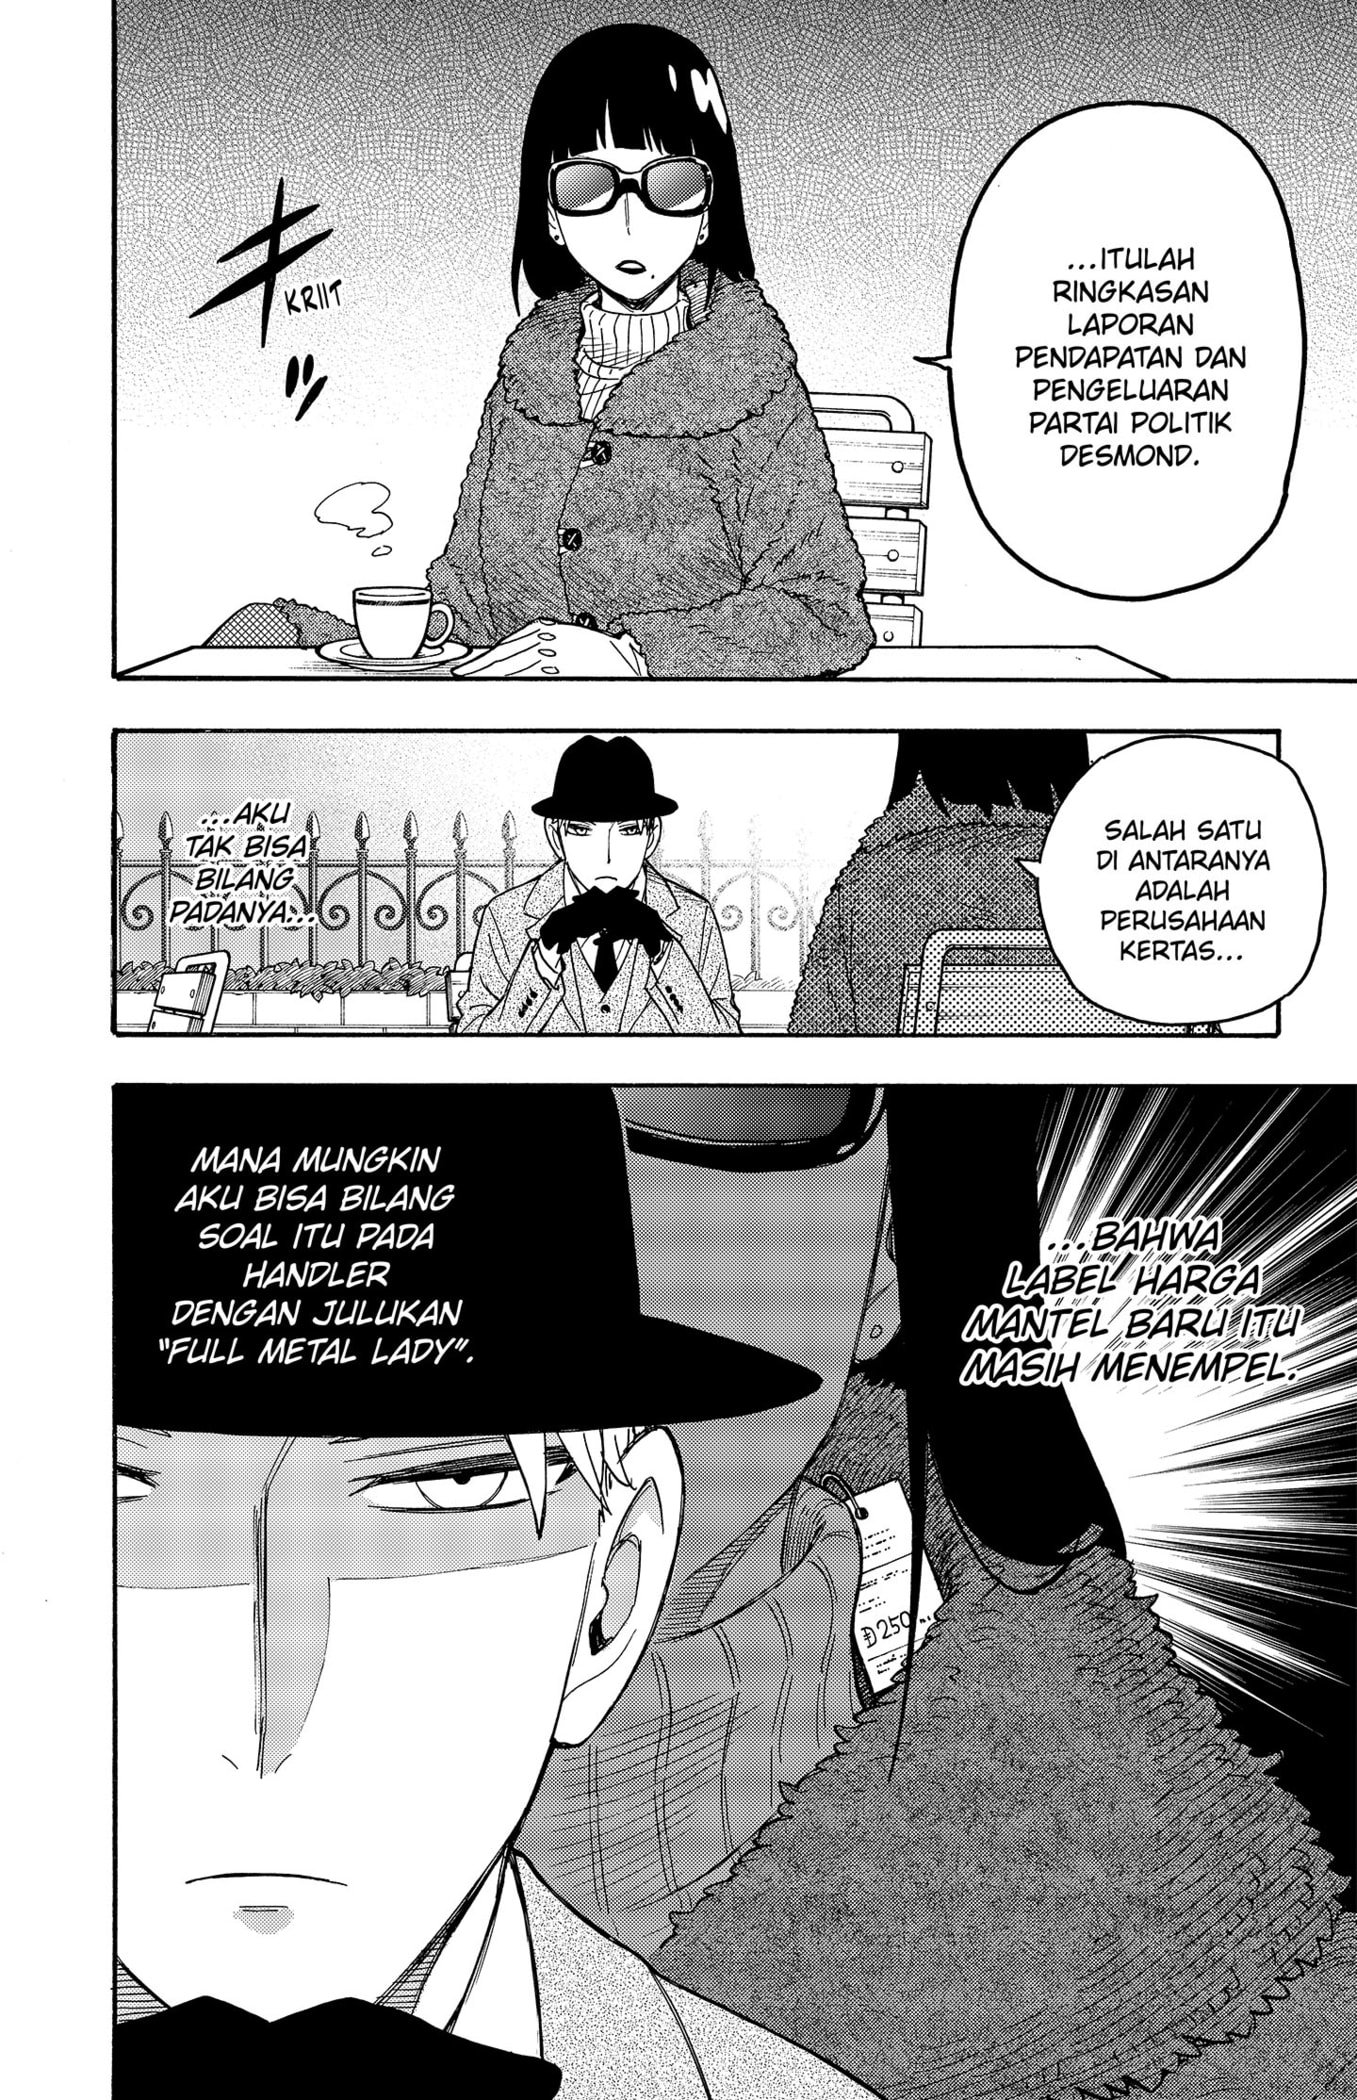 ...ITULAH
RINGKASAN
LAPORAN
PENDAPATAN DAN
PENGELUARAN
PARTAI POLITIK
DESMOND.
キッ
KRIIT
SALAH SATU
DI ANTARANYA
ADALAH
PERUSAHAAN
KERTAS...
...AKU
TAK BISA
BILANG
PADANYA...
...BAHWA
LABEL HARGA
MANTEL BARU ITU
MASIH MENEMPEL.
MANA MUNGKIN
AKU BISA BILANG
SOAL ITU PADA
HANDLER
DENGAN JULUKAN
"FULL METAL LADY".
Đ250